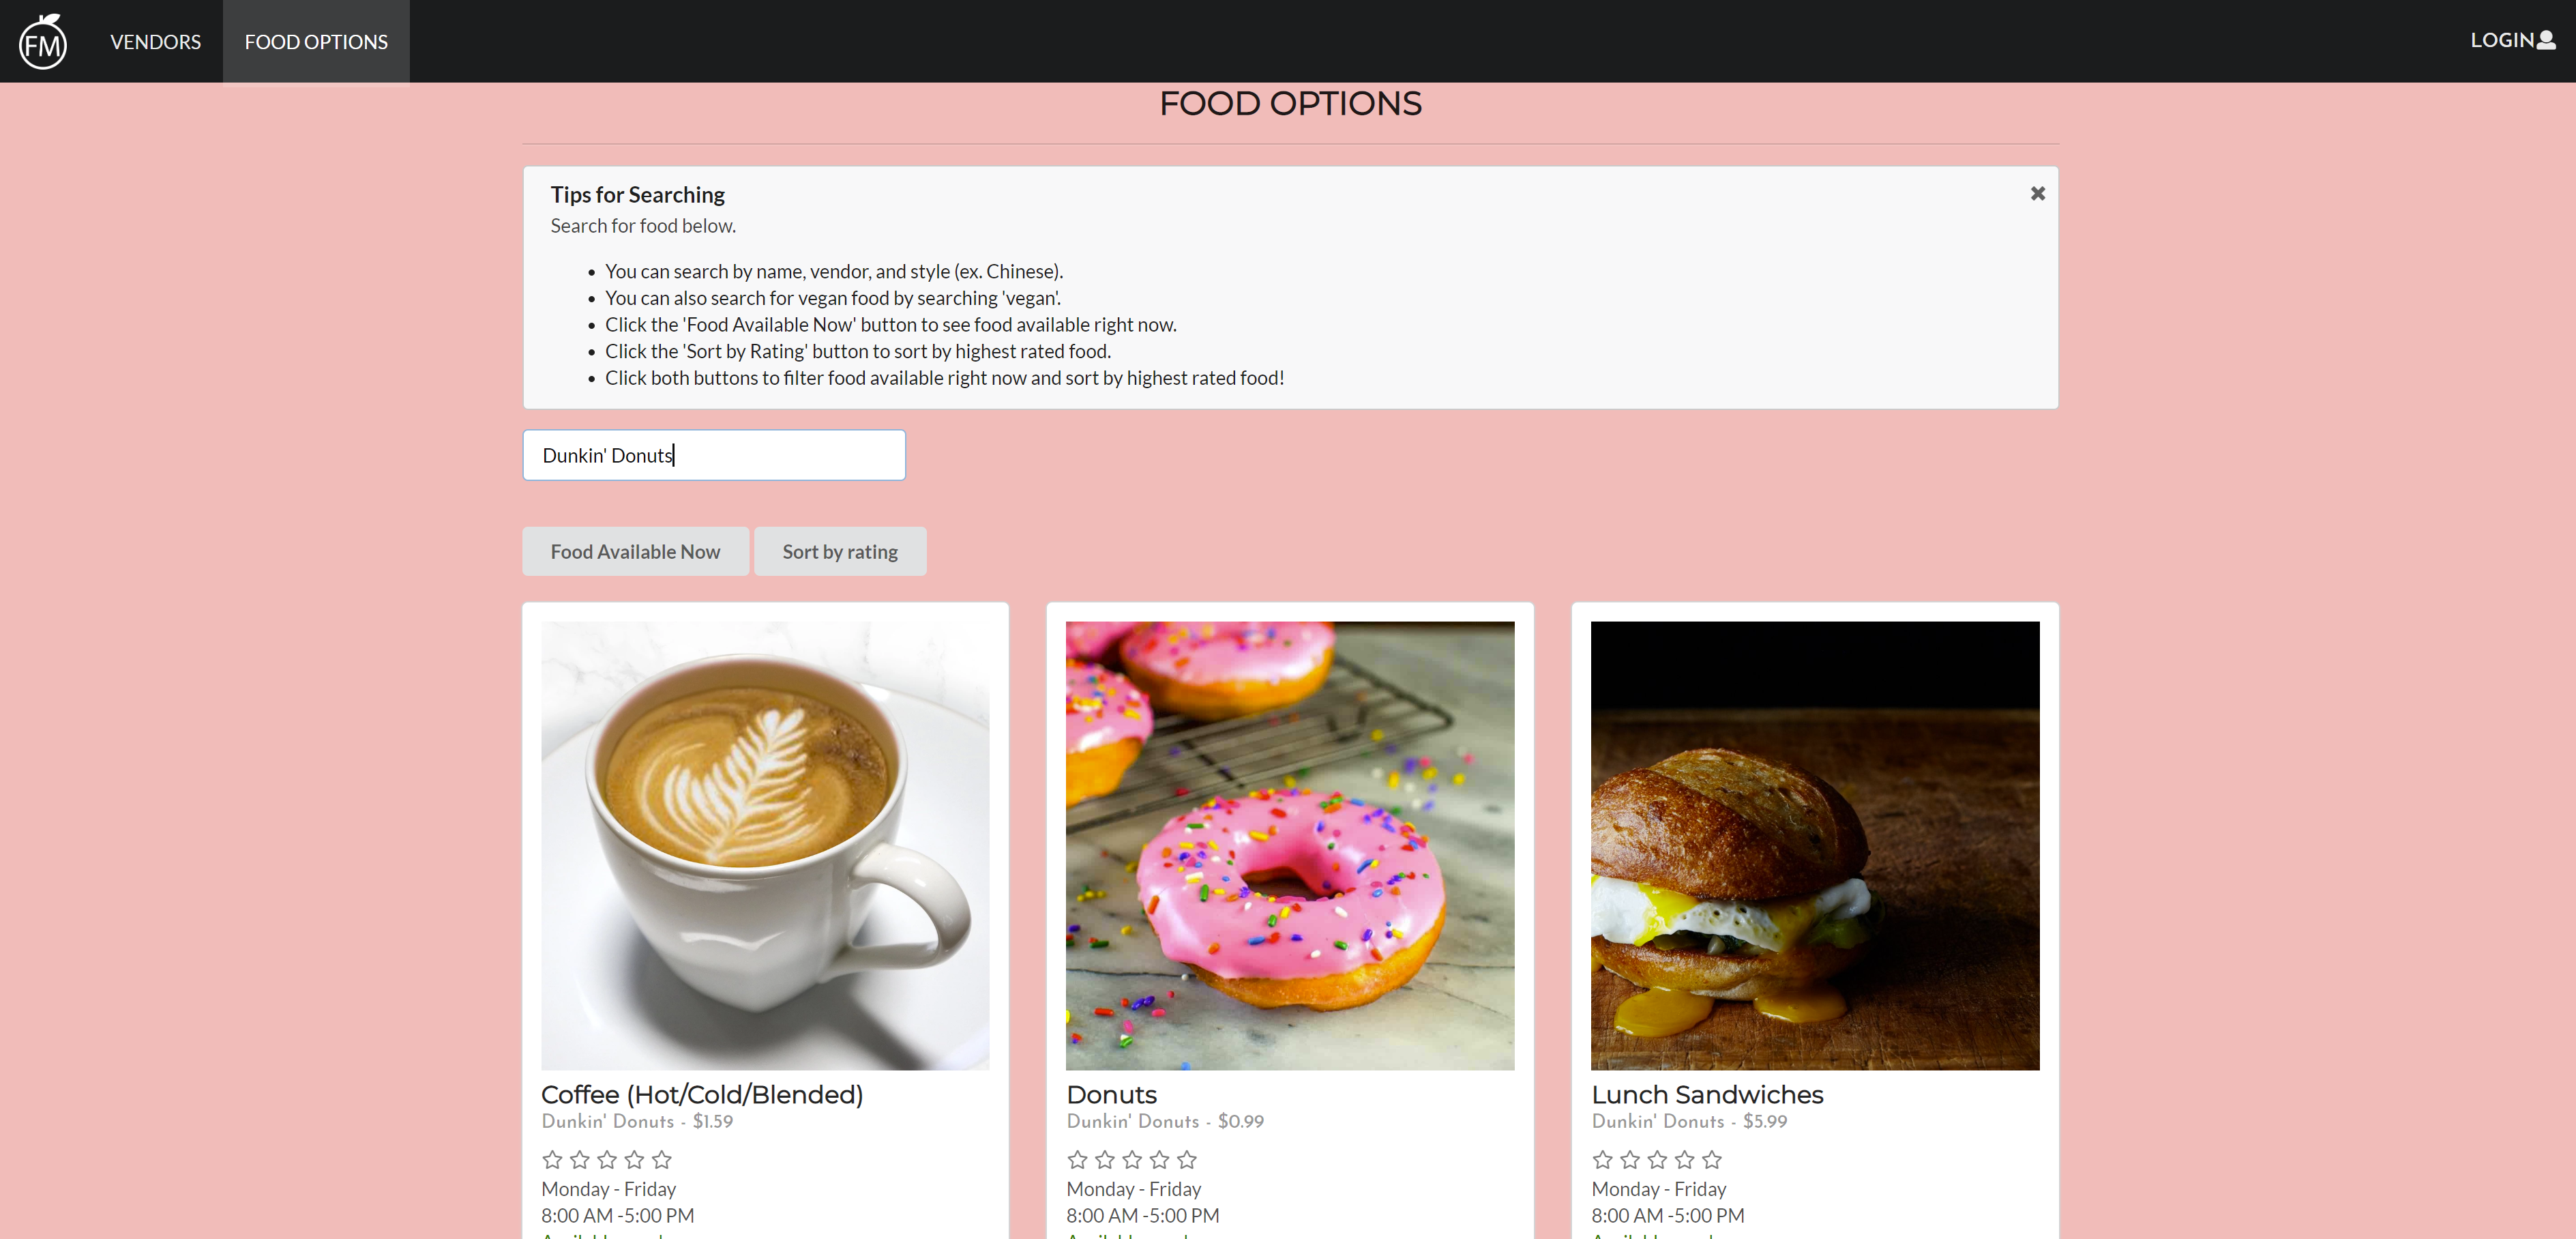 FM VENDORS FOOD OPTIONS LOGIN
FOOD OPTIONS
Tips for Searching
Search for food below.
• You can search by name, vendor, and style (ex. Chinese).
• You can also search for vegan food by searching 'vegan'.
• Click the 'Food Available Now' button to see food available right now.
• Click the 'Sort by Rating' button to sort by highest rated food.
• Click both buttons to filter food available right now and sort by highest rated food!
Dunkin' Donuts
Food Available Now Sort by rating
Coffee (Hot/Cold/Blended)
Dunkin' Donuts - $1.59
Monday - Friday
8:00 AM -5:00 PM
Donuts
Dunkin' Donuts - $0.99
Monday - Friday
8:00 AM -5:00 PM
Lunch Sandwiches
Dunkin' Donuts - $5.99
Monday - Friday
8:00 AM -5:00 PM